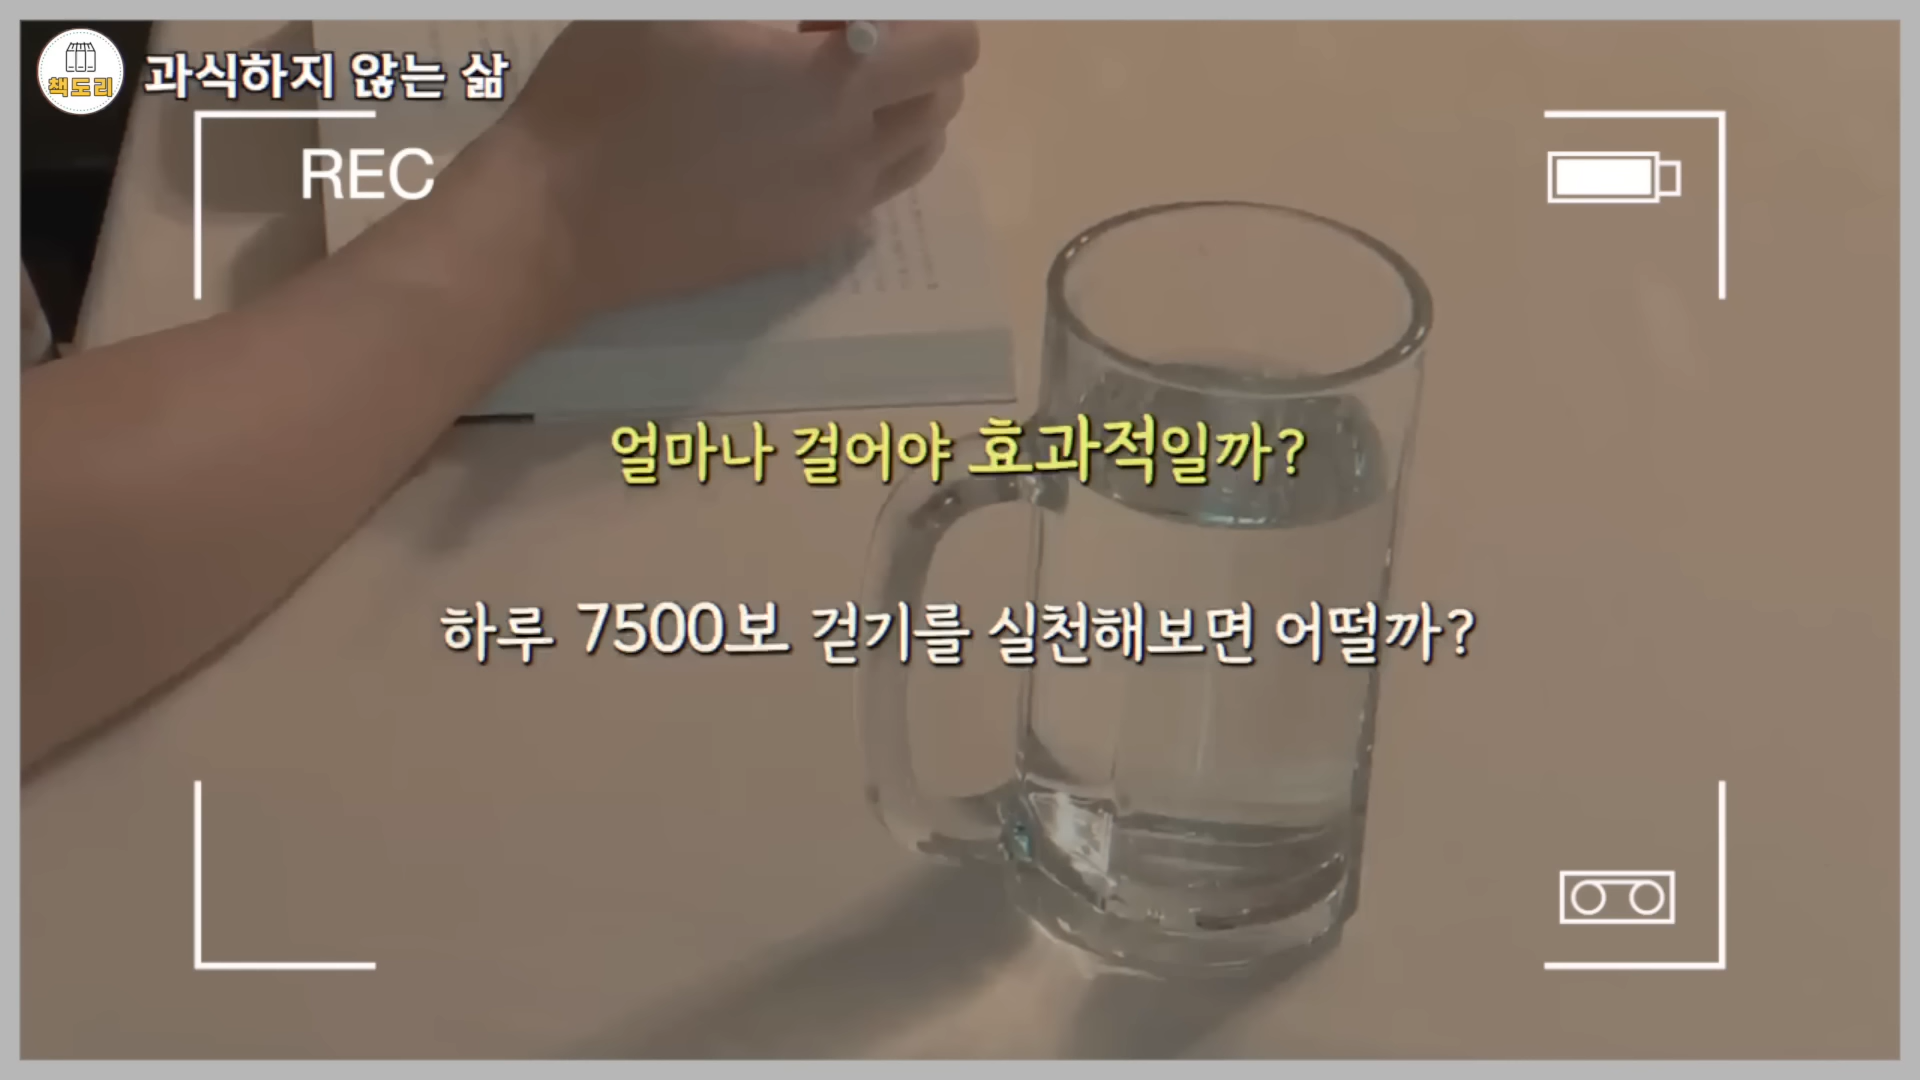 책도리
과식하지 않는 삶
REC
얼마나 걸어야 효과적일까?
하루 7500보 걷기를 실천해보면 어떨까?